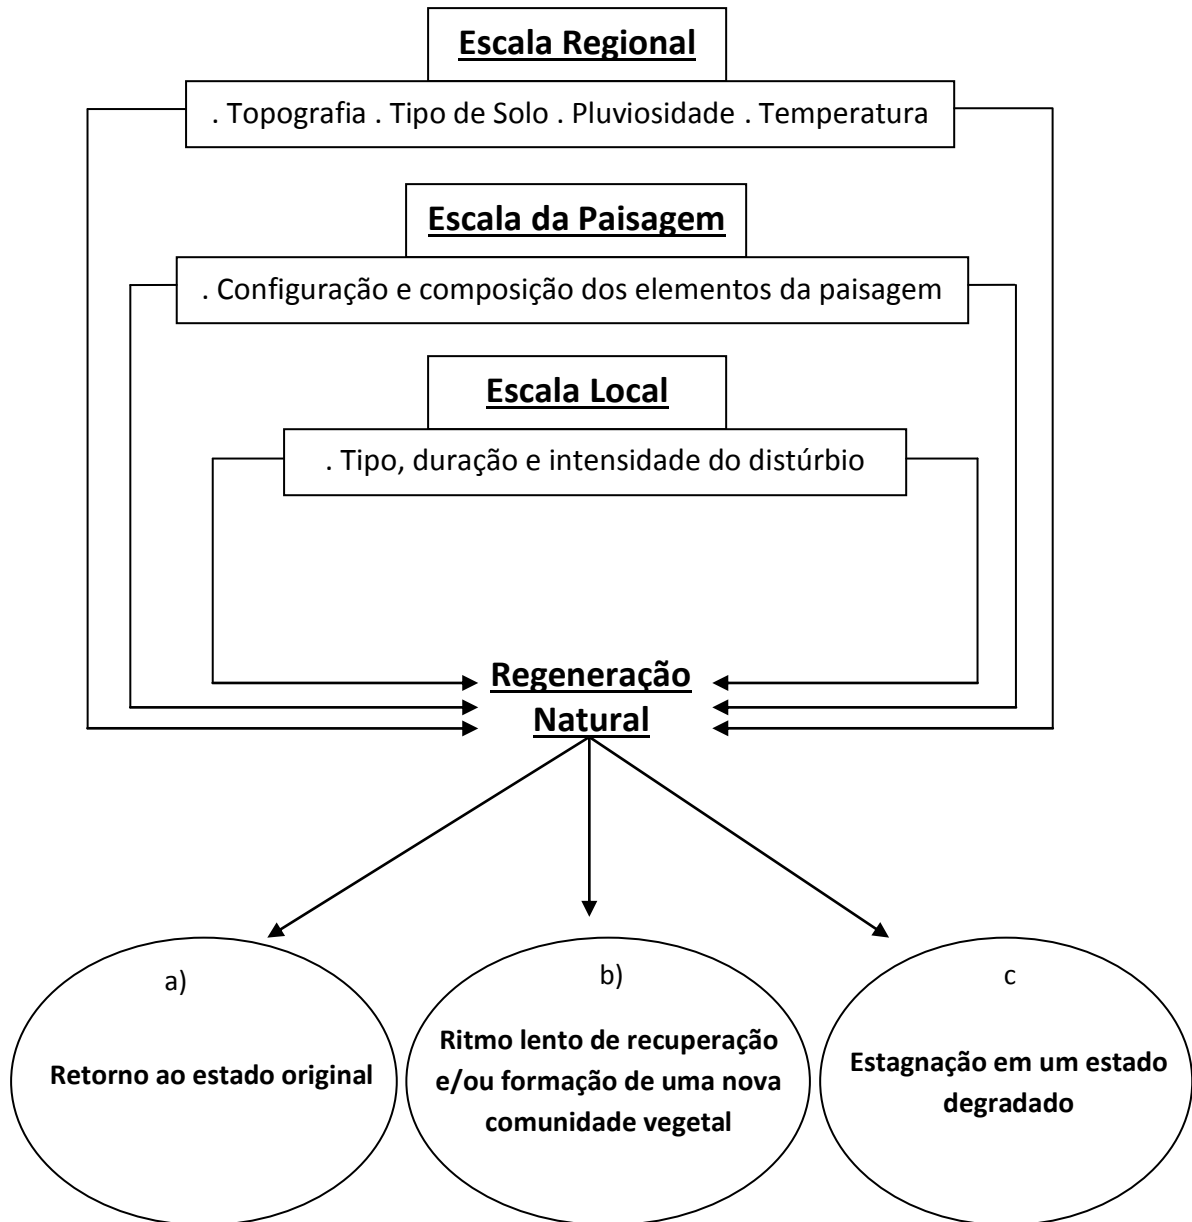 Escala Regional
. Topografia . Tipo de Solo . Pluviosidade . Temperatura
Escala da Paisagem
. Configuração e composição dos elementos da paisagem
Escala Local
. Tipo, duração e intensidade do distúrbio
Regeneração
Natural
a)
Retorno ao estado original
b)
Ritmo lento de recuperação
e/ou formação de uma nova
comunidade vegetal
c
Estagnação em um estado
degradado